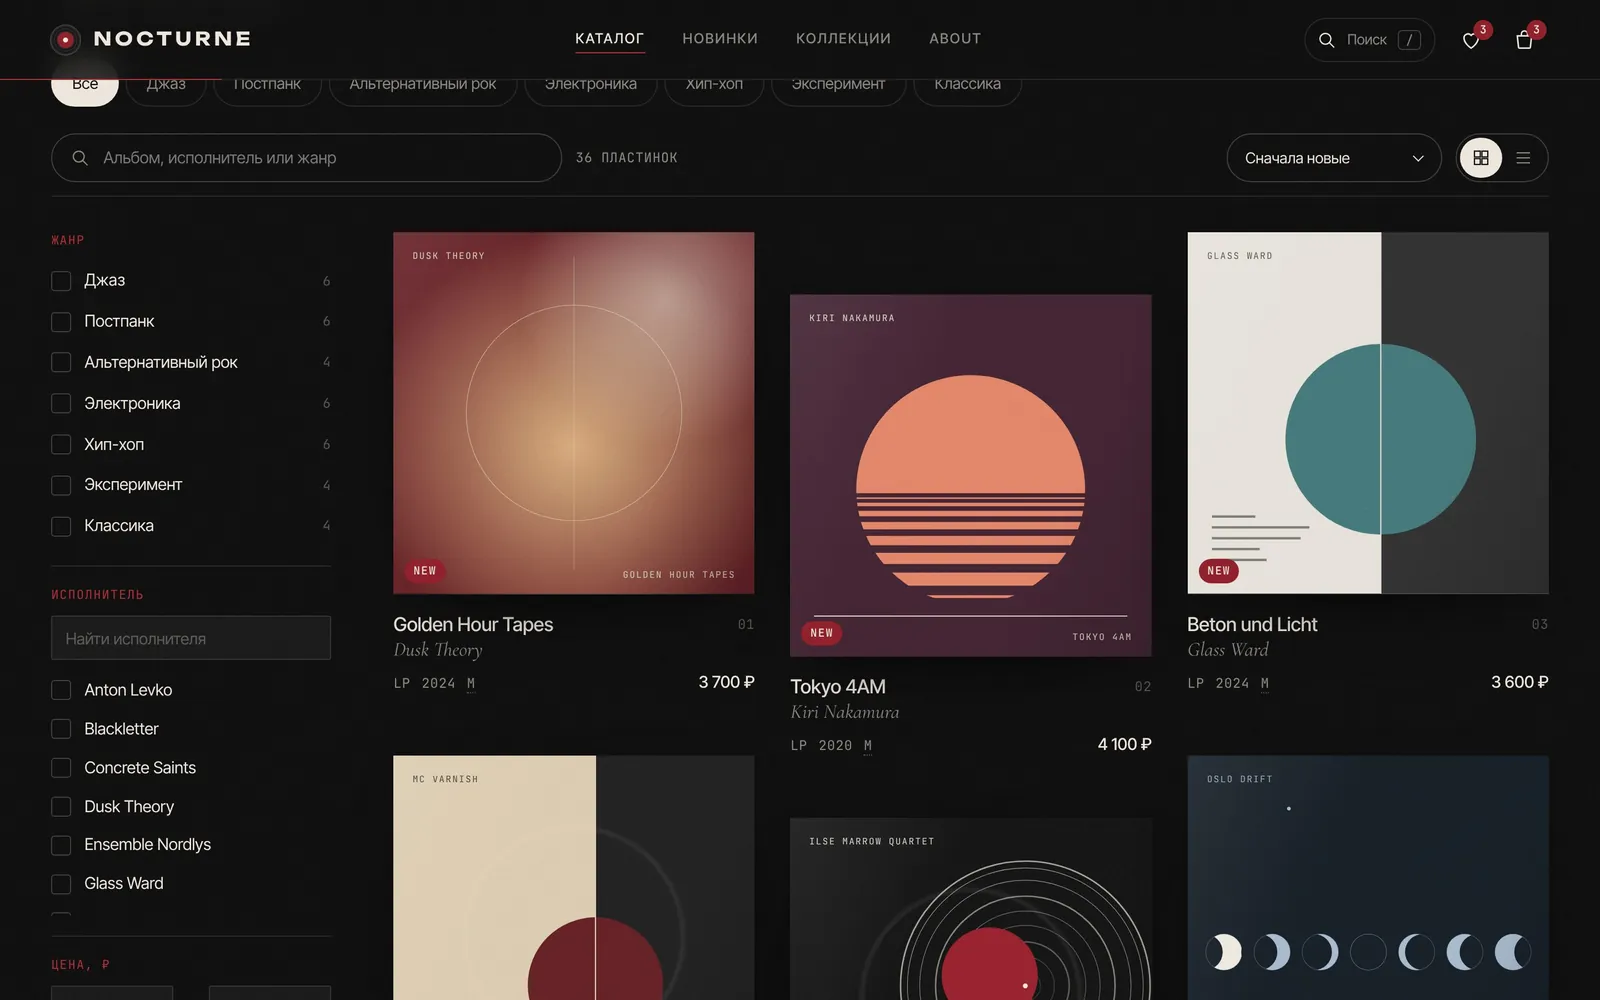 NOCTURNE
КАТАЛОГ НОВИНКИ КОЛЛЕКЦИИ ABOUT
Поиск / 3 3
Все Джаз Постпанк Альтернативный рок Электроника Хип-хоп Эксперимент Классика
Альбом, исполнитель или жанр
36 ПЛАСТИНОК
Сначала новые
ЖАНР
Джаз 6
Постпанк 6
Альтернативный рок 4
Электроника 6
Хип-хоп 6
Эксперимент 4
Классика 4
ИСПОЛНИТЕЛЬ
Найти исполнителя
Anton Levko
Blackletter
Concrete Saints
Dusk Theory
Ensemble Nordlys
Glass Ward
ЦЕНА, ₽
DUSK THEORY
NEW
GOLDEN HOUR TAPES
Golden Hour Tapes 01
Dusk Theory
LP 2024 M 3 700 ₽
KIRI NAKAMURA
NEW
TOKYO 4AM
Tokyo 4AM 02
Kiri Nakamura
LP 2020 M 4 100 ₽
GLASS WARD
NEW
Beton und Licht 03
Glass Ward
LP 2024 M 3 600 ₽
MC VARNISH
ILSE MARROW QUARTET
OSLO DRIFT